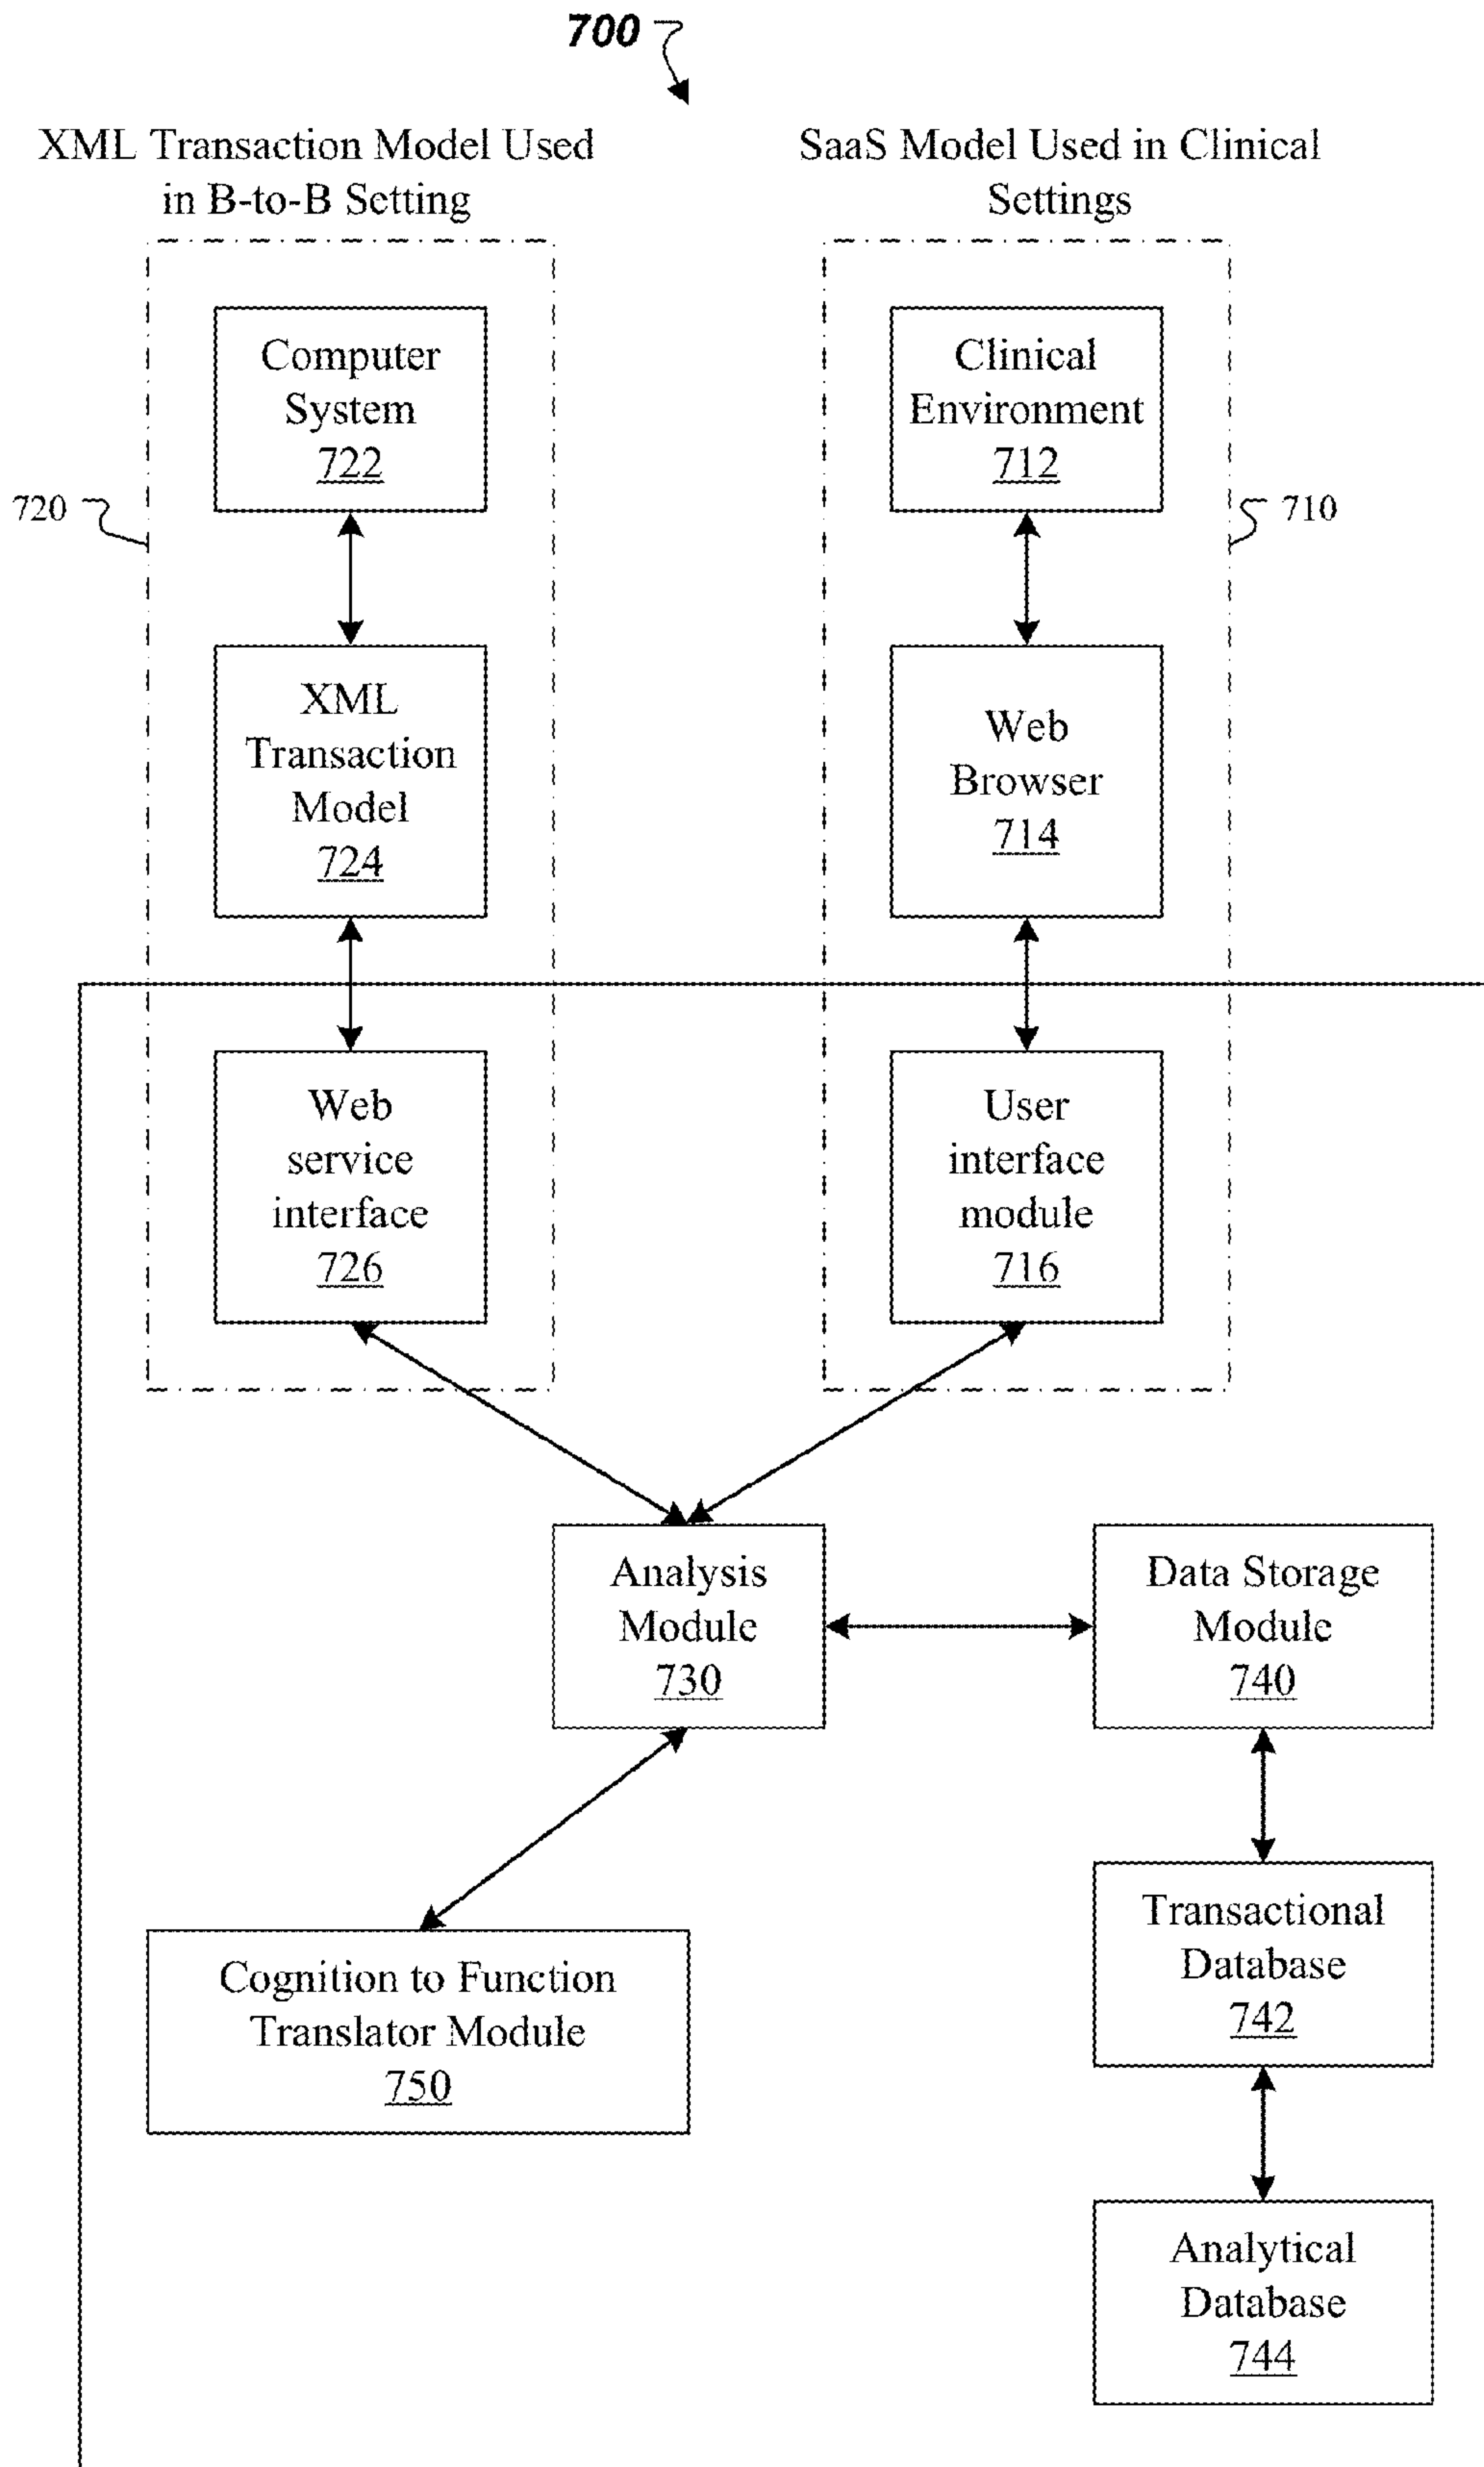 700
XML Transaction Model Used
in B-to-B Setting
SaaS Model Used in Clinical
Settings
Computer
System
722
Clinical
Environment
712
720
710
XML
Transaction
Model
724
Web
Browser
714
Web
service
interface
726
User
interface
module
716
Analysis
Module
730
Data Storage
Module
740
Transactional
Database
742
Cognition to Function
Translator Module
750
Analytical
Database
744